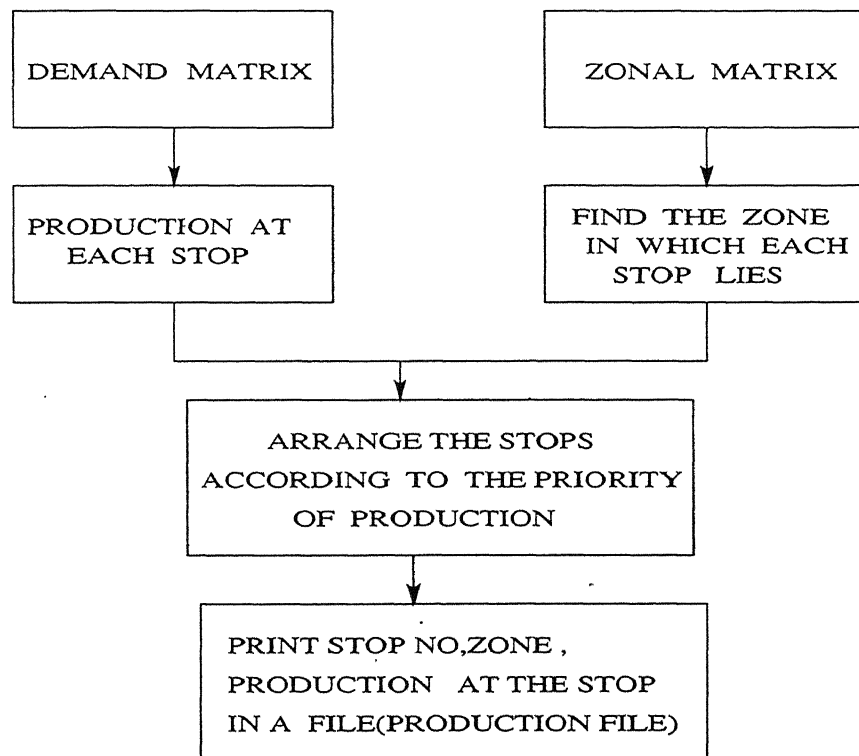 DEMAND MATRIX
ZONAL MATRIX
PRODUCTION AT
EACH STOP
FIND THE ZONE
IN WHICH EACH
STOP LIES
ARRANGE THE STOPS
ACCORDING TO THE PRIORITY
OF PRODUCTION
PRINT STOP NO,ZONE ,
PRODUCTION AT THE STOP
IN A FILE(PRODUCTION FILE)